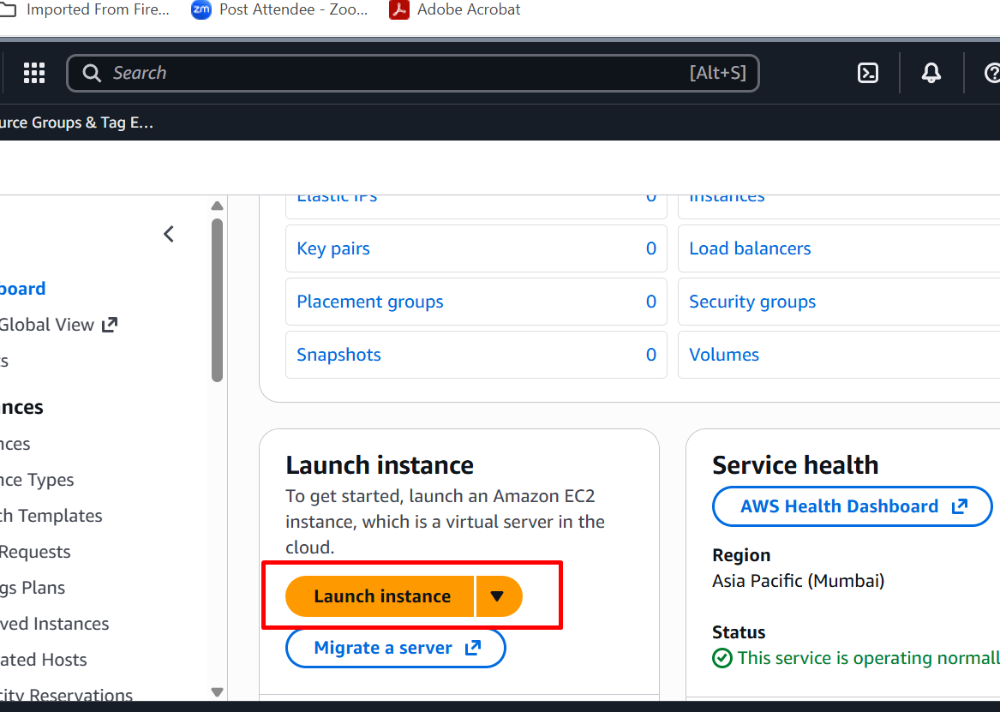 Imported From Fire...
zm
Post Attendee - Zoo...
Adobe Acrobat
Search
[Alt+S]
urce Groups & Tag E...
Elastic IPs
0
Instances
Key pairs
0
Load balancers
Placement groups
0
Security groups
Snapshots
0
Volumes
board
Global View
s
nces
nces
nce Types
ch Templates
Requests
gs Plans
ved Instances
ated Hosts
city Reservations
Launch instance
To get started, launch an Amazon EC2
instance, which is a virtual server in the
cloud.
Launch instance
Migrate a server
Service health
AWS Health Dashboard
Region
Asia Pacific (Mumbai)
Status
This service is operating normall